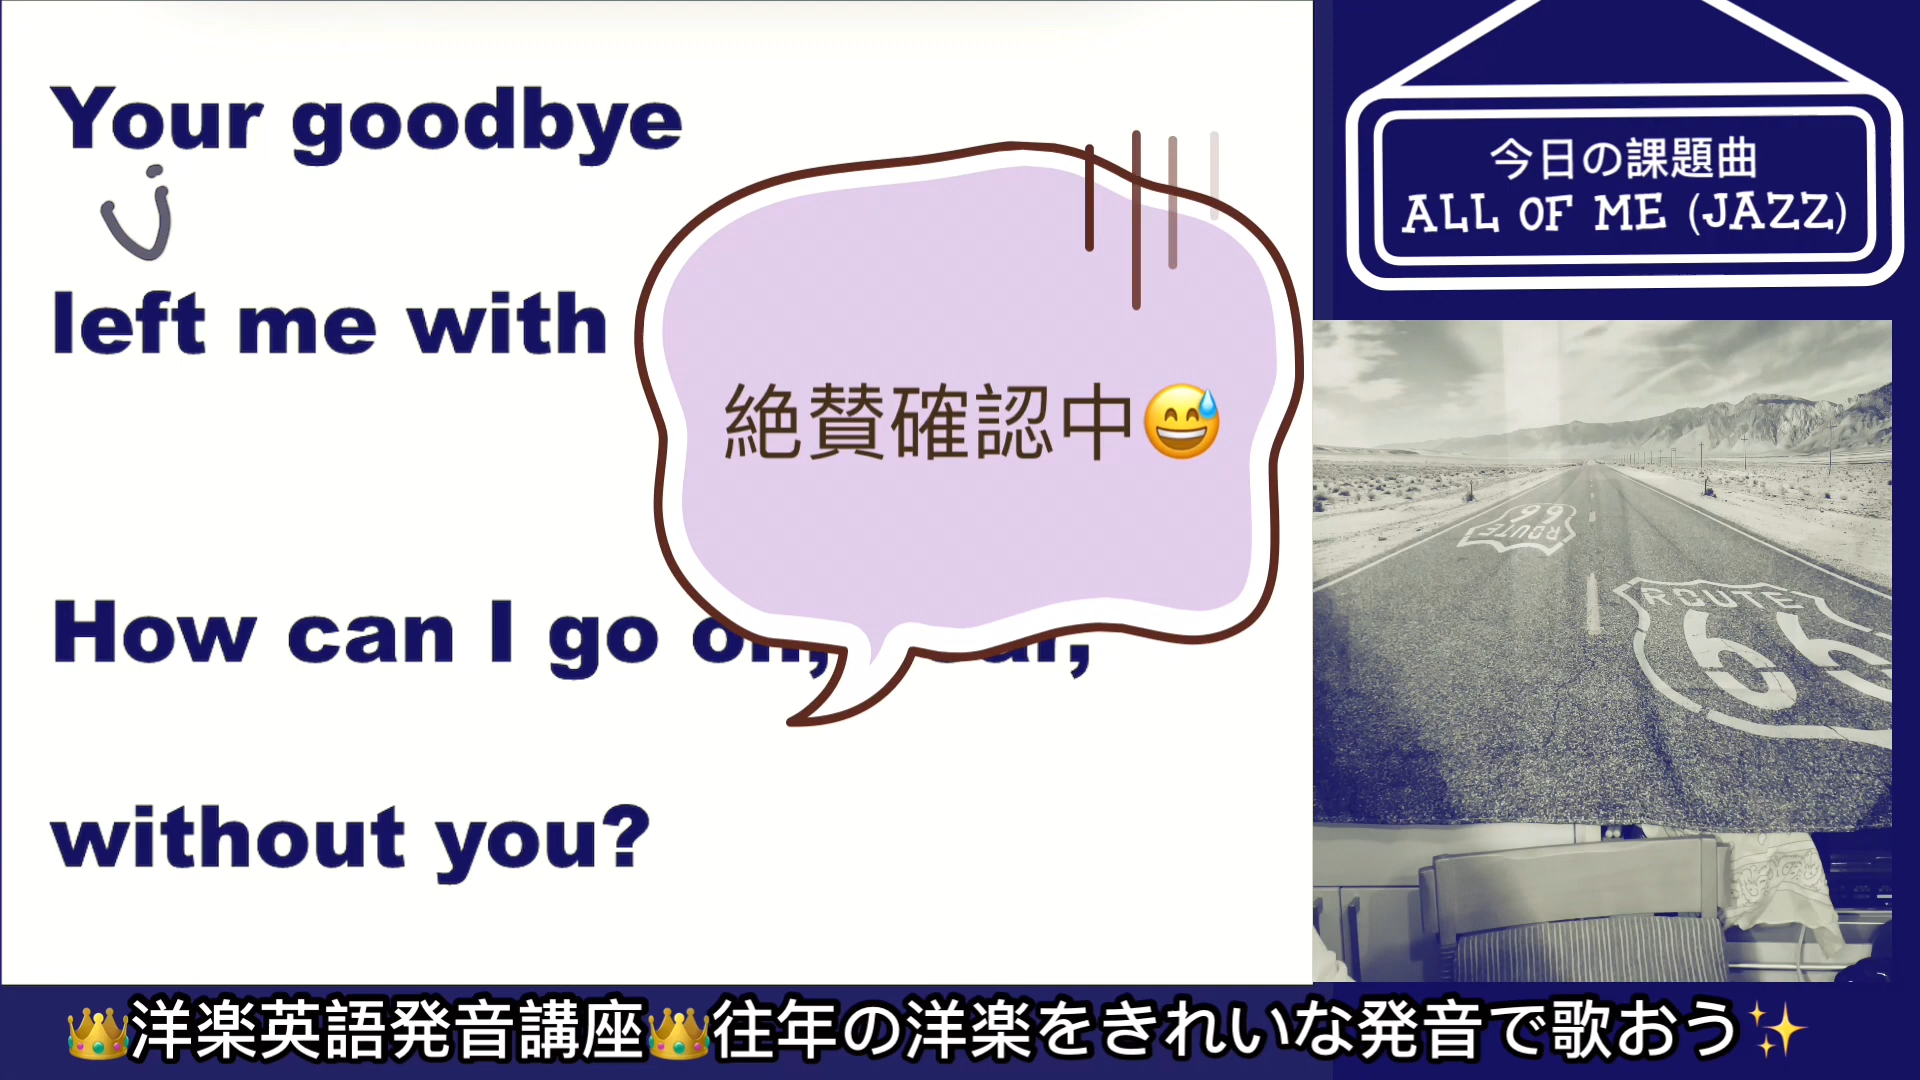 Your goodbye
left me with
絶賛確認中😅
How can I go on,
without you?
今日の課題曲
ALL OF ME (JAZZ)
ROUTE
66
ROUTE
66
👑洋楽英語発音講座👑往年の洋楽をきれいな発音で歌おう✨